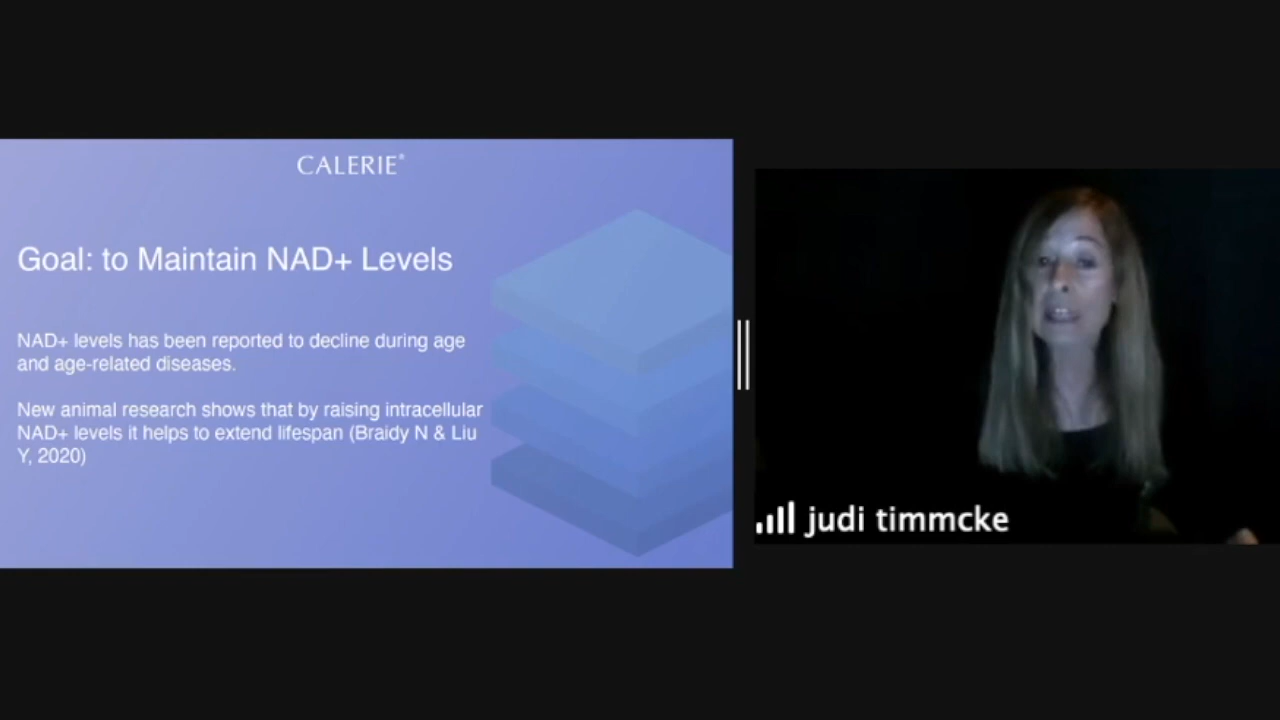 CALERIE®
Goal: to Maintain NAD+ Levels
NAD+ levels has been reported to decline during age
and age-related diseases.
New animal research shows that by raising intracellular
NAD+ levels it helps to extend lifespan (Braidy N & Liu
Y, 2020)
judi timmcke